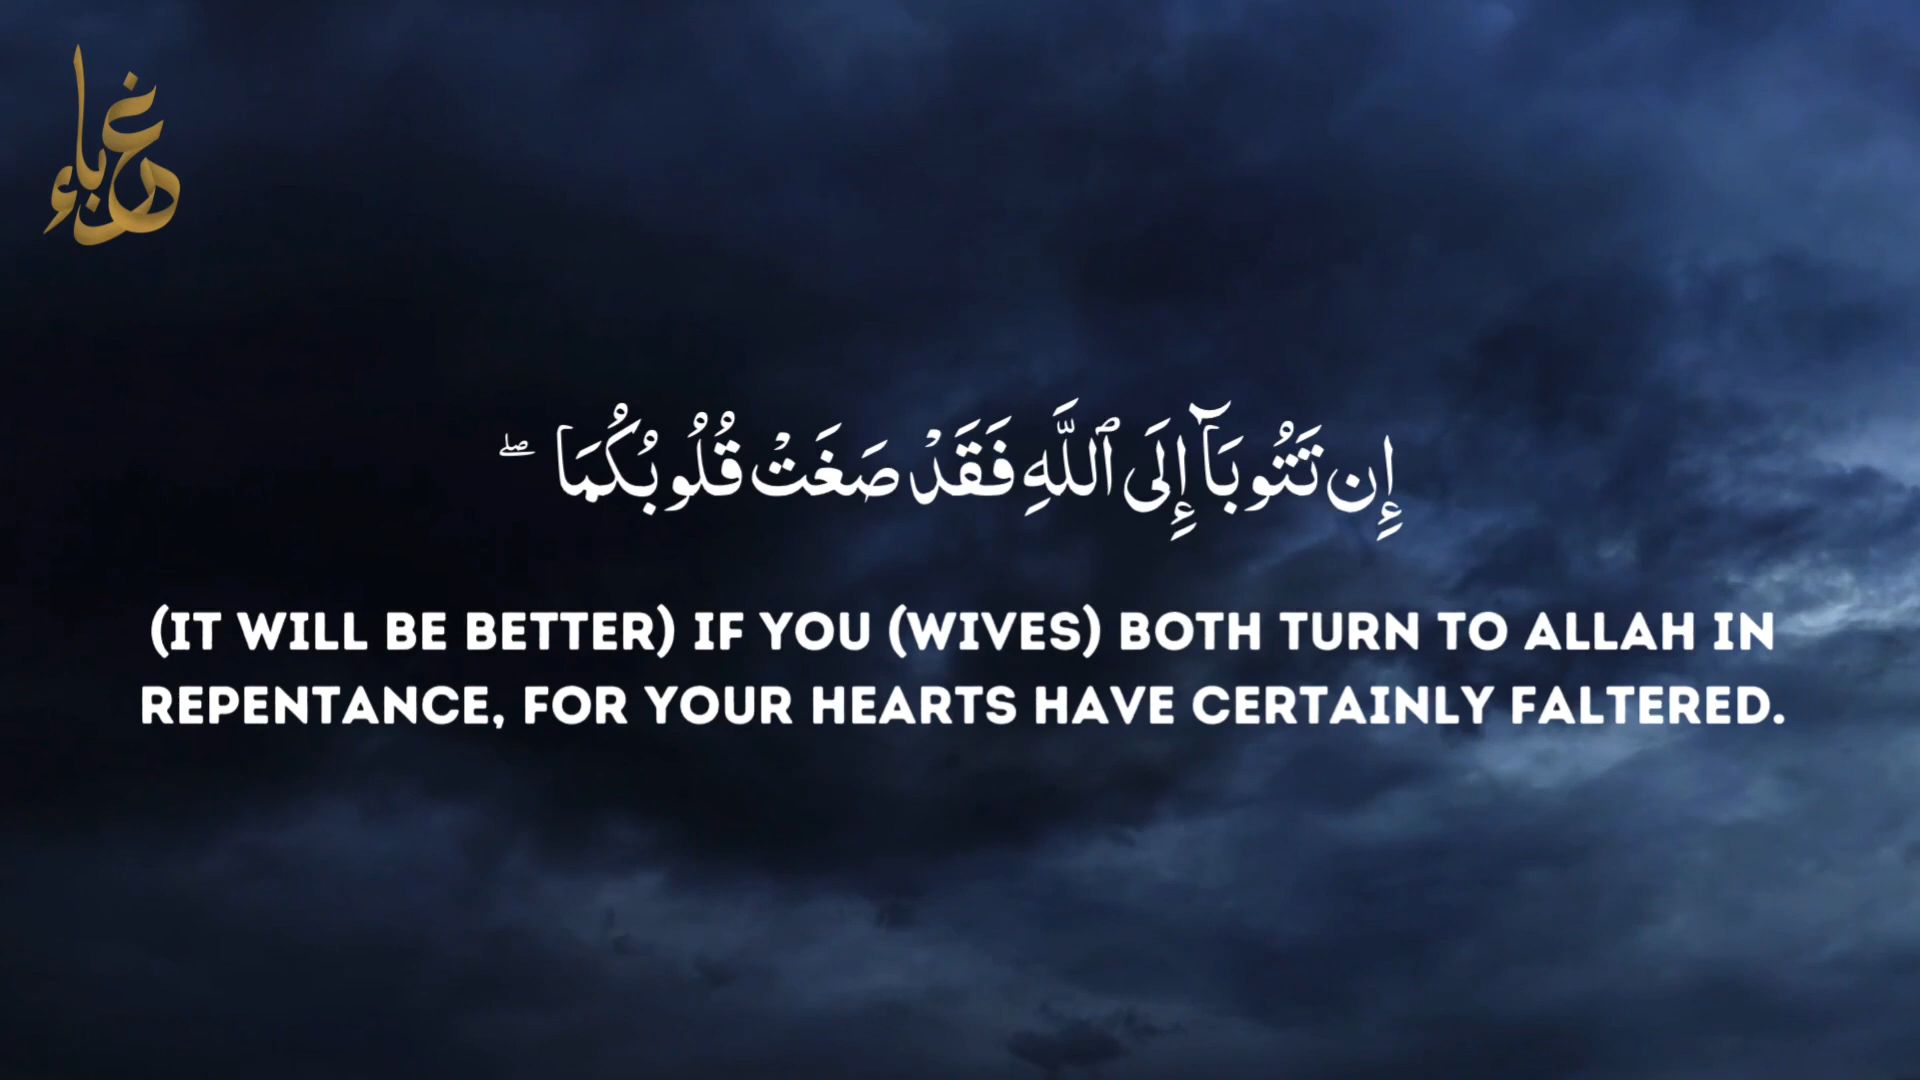 غرباء
إِن تَتُوبَآ إِلَى ٱللَّهِ فَقَدْ صَغَتْ قُلُوبُكُمَا ۖ
(IT WILL BE BETTER) IF YOU (WIVES) BOTH TURN TO ALLAH IN
REPENTANCE, FOR YOUR HEARTS HAVE CERTAINLY FALTERED.